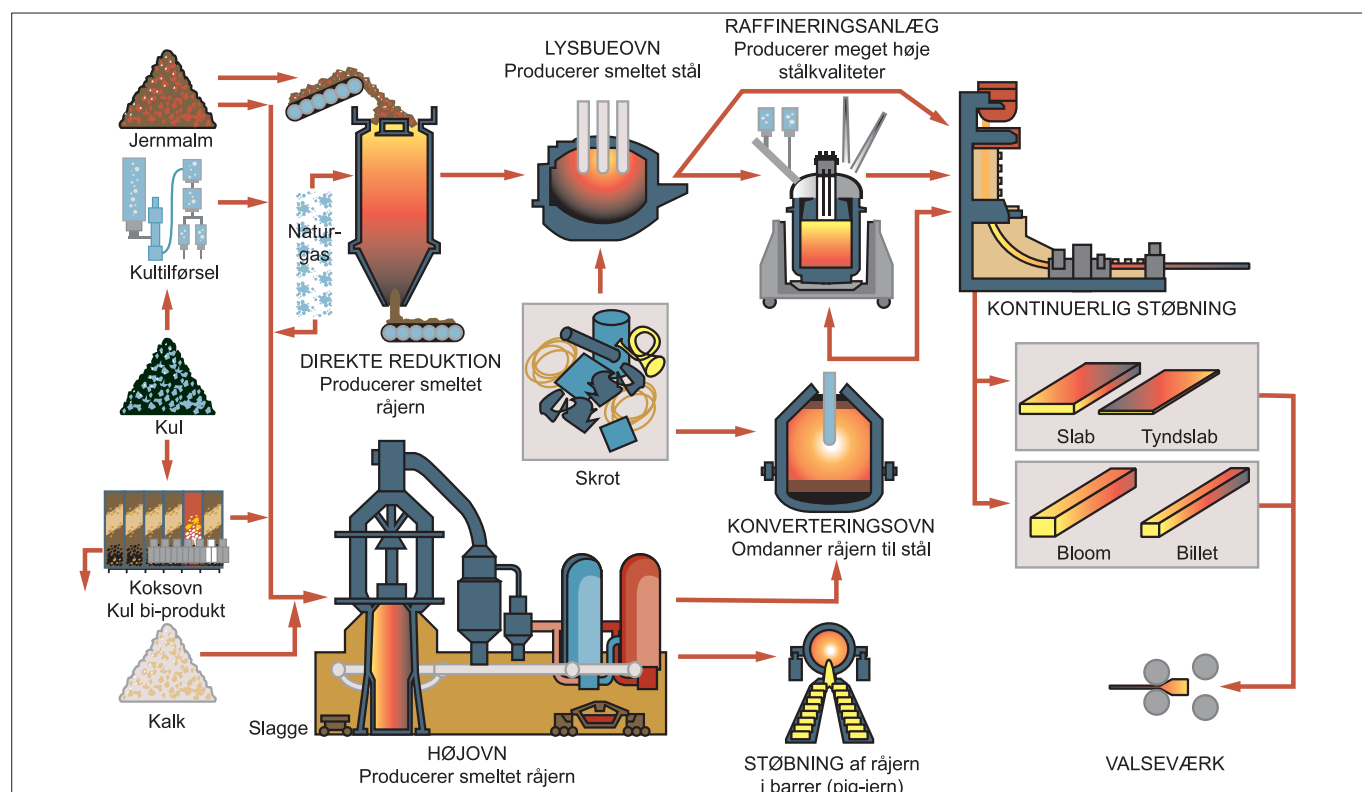 LYSBUEOVN
Producerer smeltet stål
RAFFINERINGSANLÆG
Producerer meget høje
stålkvaliteter
Jernmalm
Kultilførsel
Natur-
gas
Kul
DIREKTE REDUKTION
Producerer smeltet
råjern
Skrot
KONTINUERLIG STØBNING
Slab
Tyndslab
Bloom
Billet
KONVERTERINGSOVN
Omdanner råjern til stål
Koksovn
Kul bi-produkt
Kalk
Slagge
HØJOVN
Producerer smeltet råjern
STØBNING af råjern
i barrer (pig-jern)
VALSEVÆRK